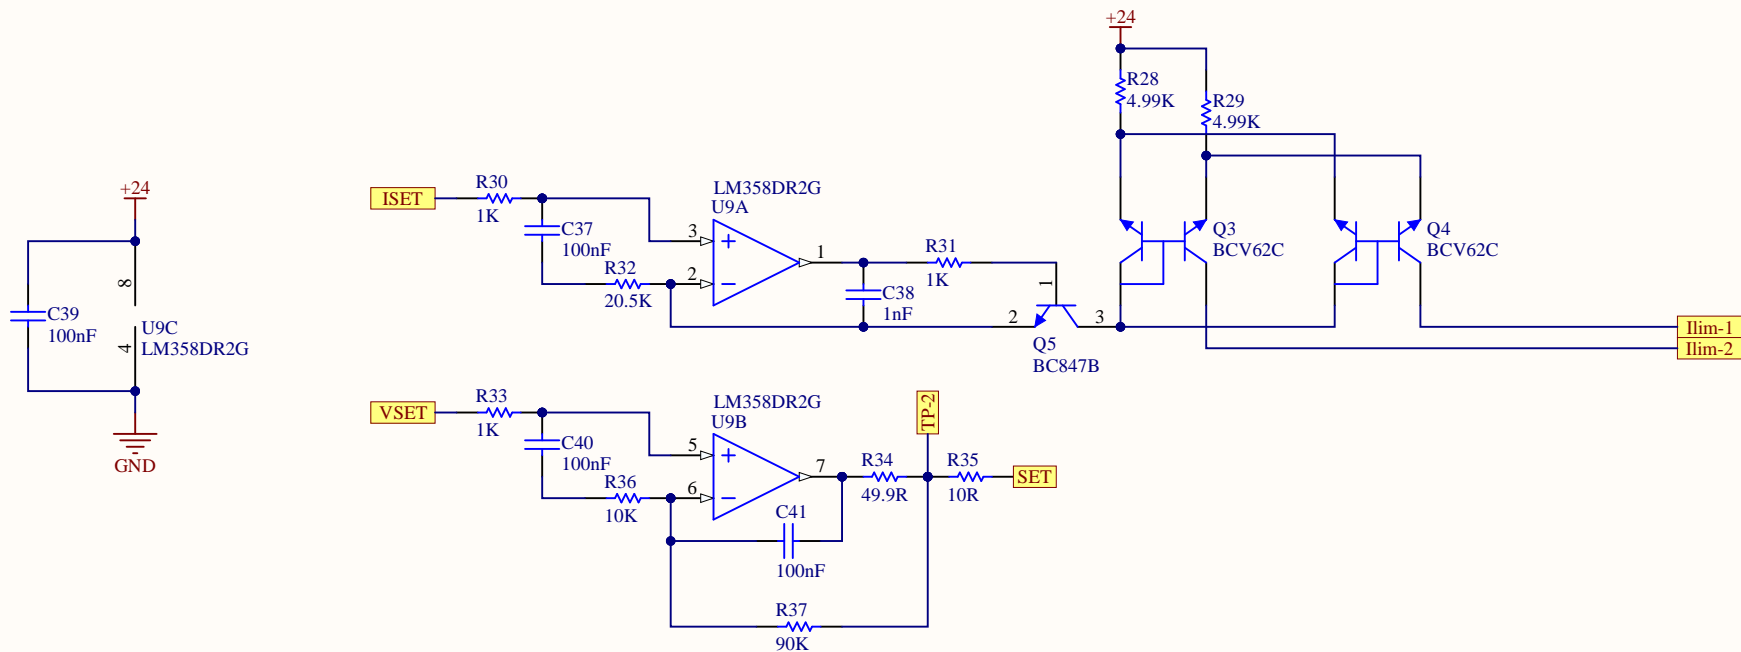 +24
R28
4.99K
R29
4.99K
+24
8
C39
100nF
4
U9C
LM358DR2G
GND
ISET
R30
1K
C37
100nF
R32
20.5K
LM358DR2G
U9A
3
2
1
C38
1nF
R31
1K
1
2
3
Q5
BC847B
Q3
BCV62C
Q4
BCV62C
Ilim-1
Ilim-2
VSET
R33
1K
C40
100nF
R36
10K
LM358DR2G
U9B
5
6
7
C41
100nF
R34
49.9R
TP-2
R35
10R
SET
R37
90K